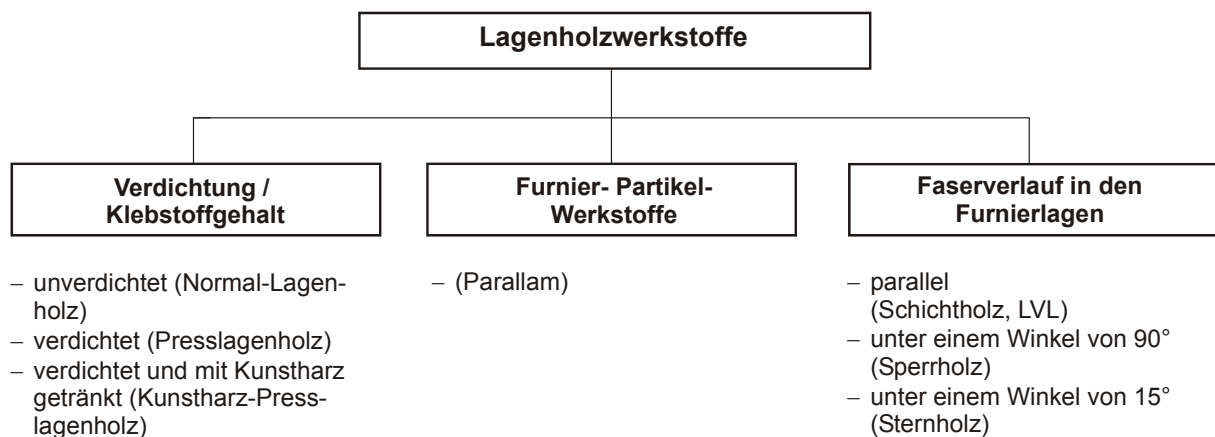 Lagenholzwerkstoffe
Verdichtung /
Klebstoffgehalt
– unverdichtet (Normal-Lagen-
holz)
– verdichtet (Presslagenholz)
– verdichtet und mit Kunstharz
getränkt (Kunstharz-Press-
lagenholz)
Furnier- Partikel-
Werkstoffe
– (Parallam)
Faserverlauf in den
Furnierlagen
– parallel
(Schichtholz, LVL)
– unter einem Winkel von 90°
(Sperrholz)
– unter einem Winkel von 15°
(Sternholz)